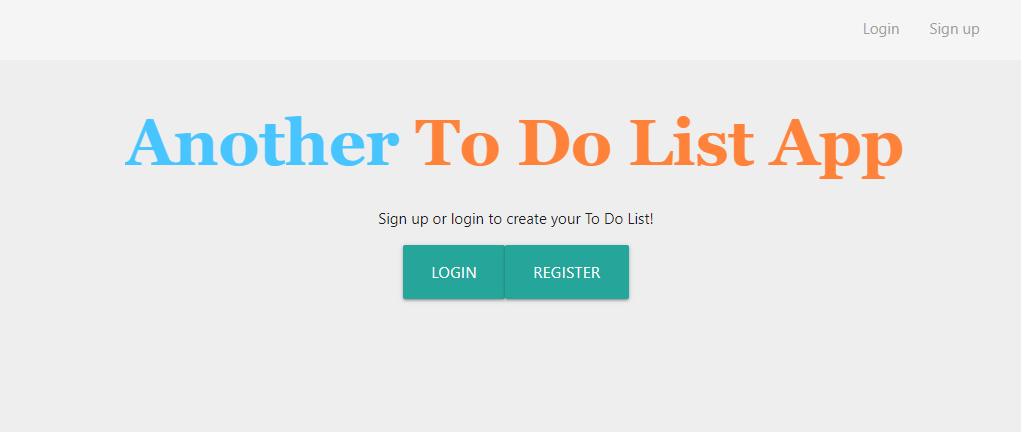 Login Sign up
Another To Do List App
Sign up or login to create your To Do List!
LOGIN REGISTER